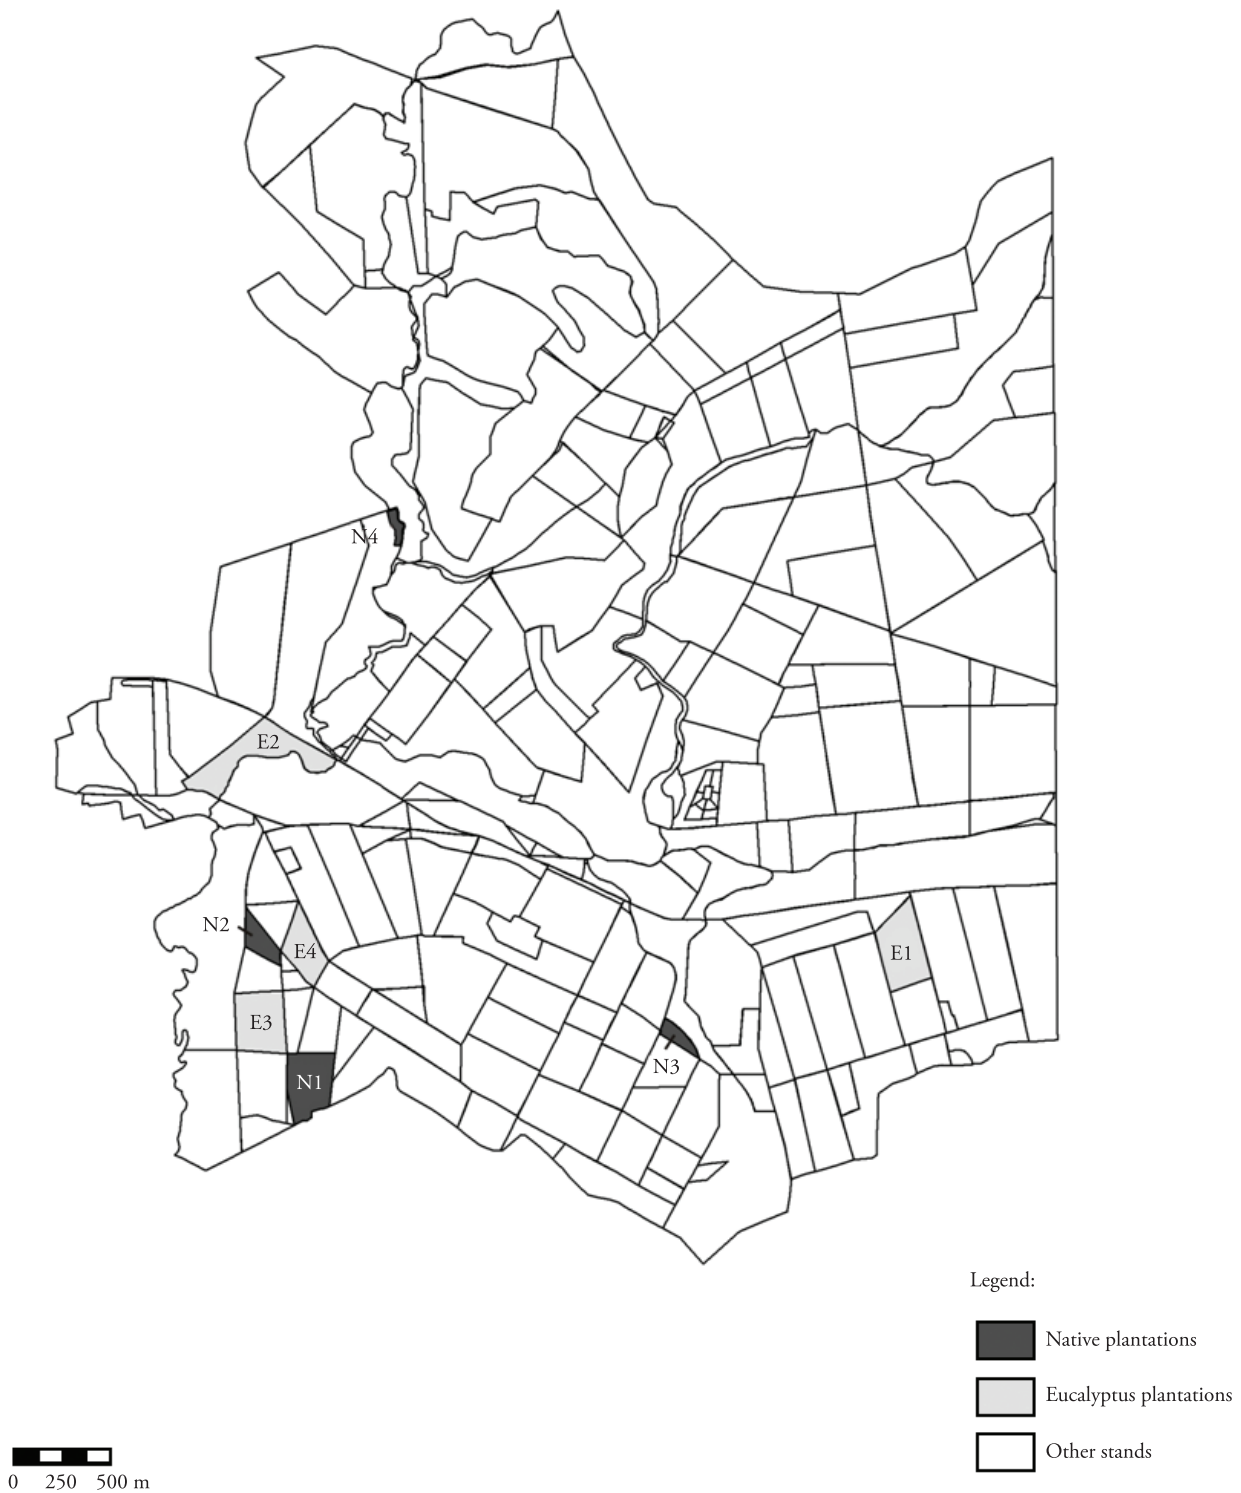 N4
E2
N2
E4
E1
E3
N3
N1
Legend:
Native plantations
Eucalyptus plantations
Other stands
0 250 500 m